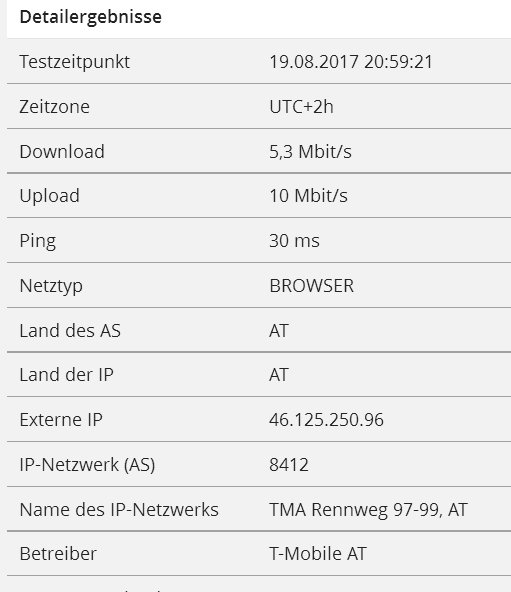 Detailergebnisse
Testzeitpunkt 19.08.2017 20:59:21
Zeitzone UTC+2h
Download 5,3 Mbit/s
Upload 10 Mbit/s
Ping 30 ms
Netztyp BROWSER
Land des AS AT
Land der IP AT
Externe IP 46.125.250.96
IP-Netzwerk (AS) 8412
Name des IP-Netzwerks TMA Rennweg 97-99, AT
Betreiber T-Mobile AT